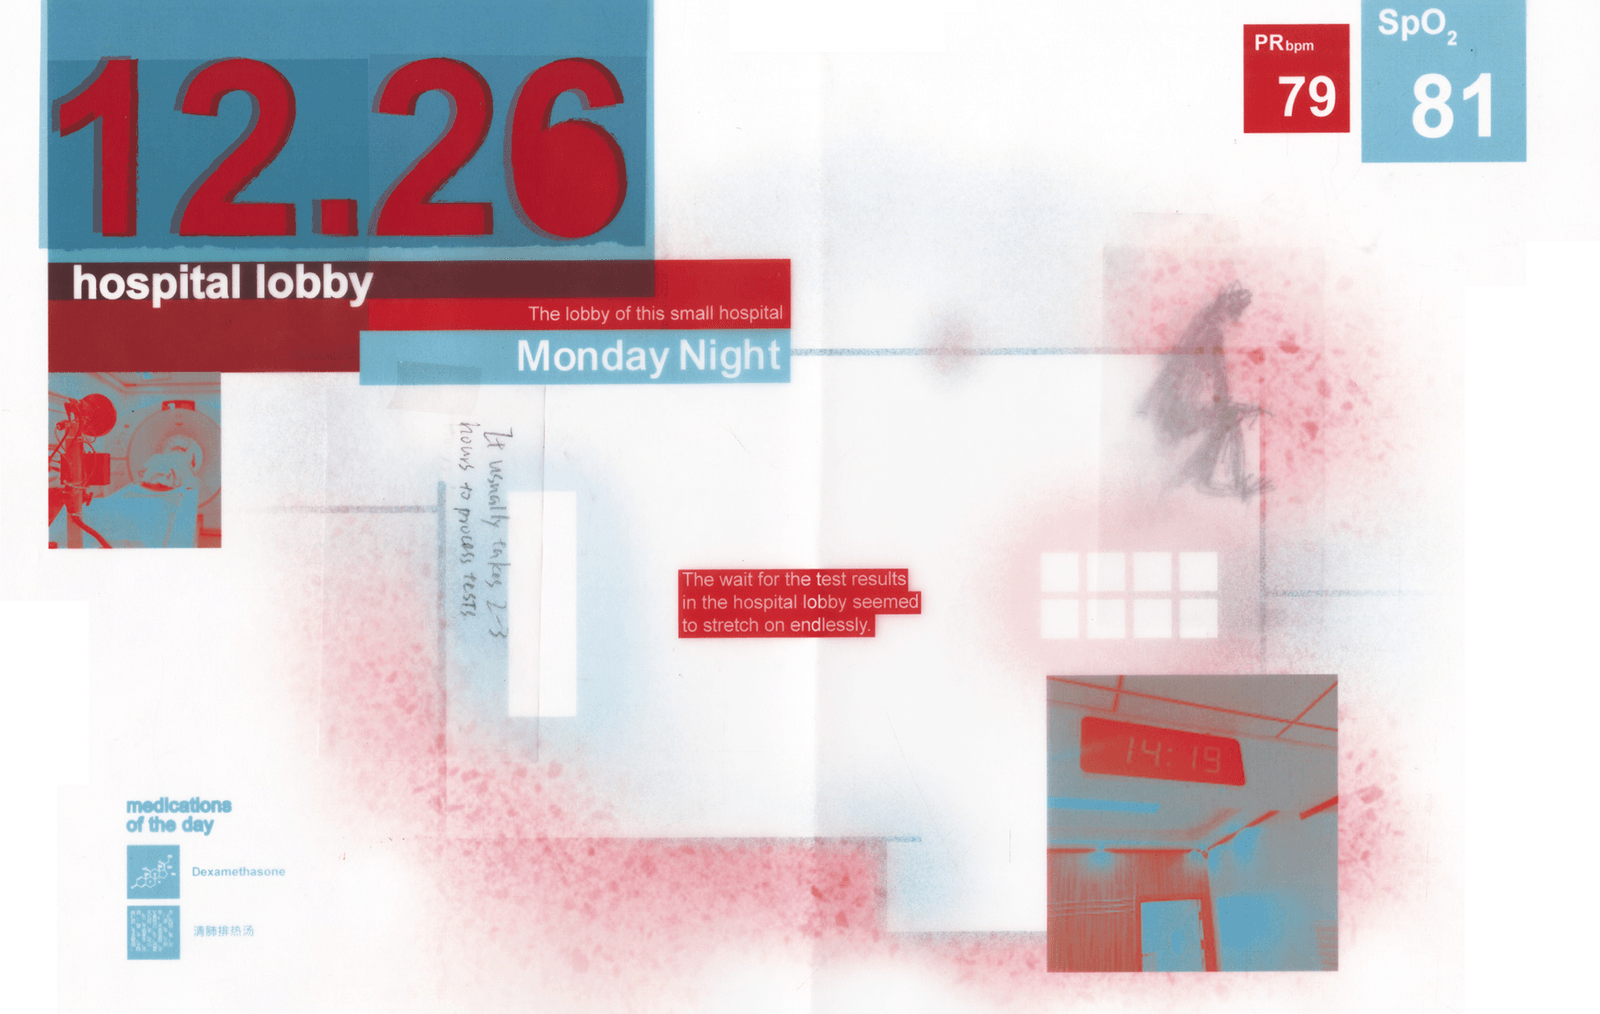 12.26
hospital lobby
The lobby of this small hospital
Monday Night
PRbpm
79
SpO2
81
It usually takes 2-3
hours to process tests
The wait for the test results
in the hospital lobby seemed
to stretch on endlessly.
14:19
medications
of the day
Dexamethasone
清肺排热汤